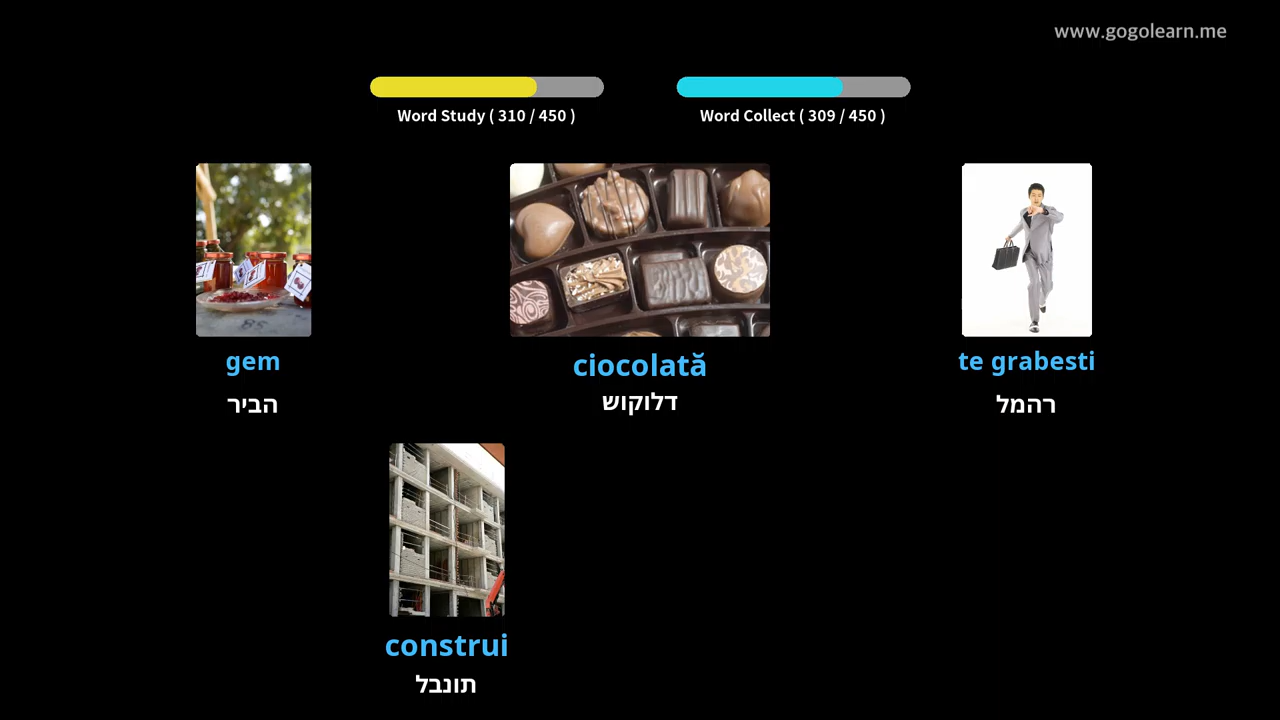 www.gogolearn.me
Word Study ( 310 / 450 )
Word Collect ( 309 / 450 )
gem
הביר
ciocolată
דלוקוש
te grabesti
רהמל
construi
תונבל